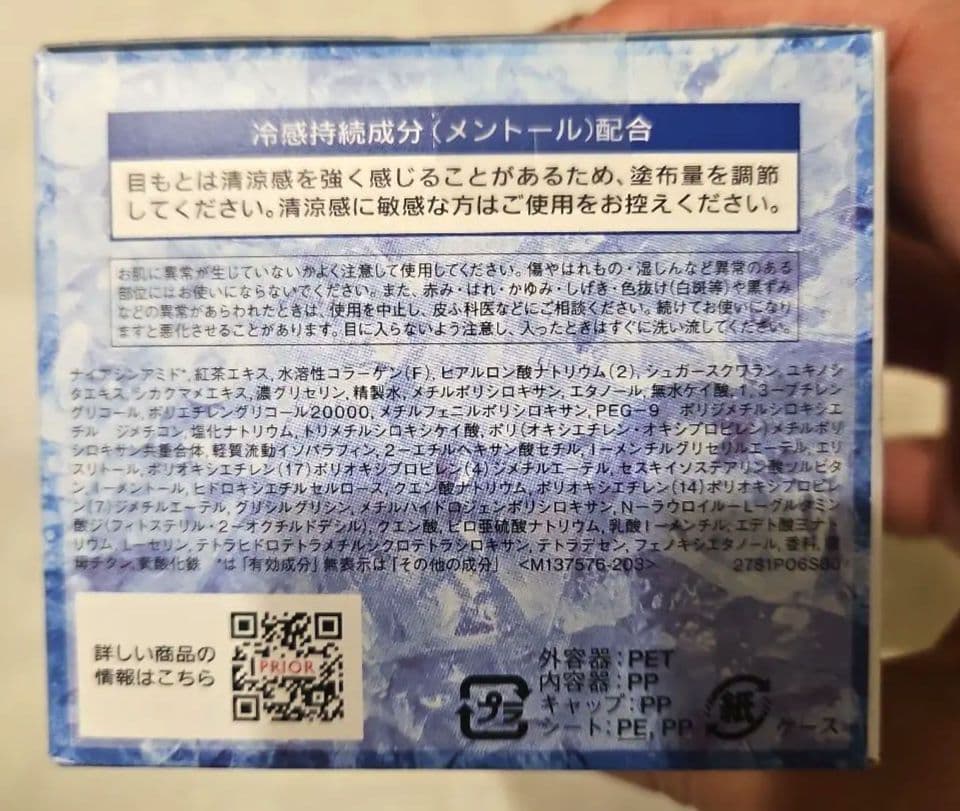 冷感持続成分(メントール)配合
目もとは清涼感を強く感じることがあるため、塗布量を調節
してください。清涼感に敏感な方はご使用をお控えください。
お肌に異常が生じていないかよく注意して使用してください。傷やはれもの・湿しんなど異常のある
部位にはお使いにならないでください。また、赤み・はれ・かゆみ・しげき・色抜け(白斑等)や黒ずみ
などの異常があらわれたときは、使用を中止し、皮ふ科医などにご相談ください。続けてお使いになり
ますと悪化させることがあります。目に入らないよう注意し、入ったときはすぐに洗い流してください。
ナイアシンアミド*,紅茶エキス,水溶性コラーゲン(F),ヒアルロン酸ナトリウム(2),シュガースクワラン,ユキノシ
タエキス,シカクマメエキス,濃グリセリン,精製水,メチルポリシロキサン,エタノール,無水ケイ酸,1,3-ブチレン
グリコール,ポリエチレングリコール20000,メチルフェニルポリシロキサン,PEG-9 ポリジメチルシロキシエ
チル ジメチコン,塩化ナトリウム,トリメチルシロキシケイ酸,ポリ(オキシエチレン・オキシプロピレン)メチルポリ
シロキサン共重合体,軽質流動イソパラフィン,2-エチルヘキサン酸セチル,l-メンチルグリセリルエーテル,エリ
スリトール,ポリオキシエチレン(17)ポリオキシプロピレン(4)ジメチルエーテル,セスキイソステアリン酸ソルビタ
ン,l-メントール,ヒドロキシエチルセルロース,クエン酸ナトリウム,ポリオキシエチレン(14)ポリオキシプロピレ
ン(7)ジメチルエーテル,グリシルグリシン,メチルハイドロジェンポリシロキサン,N-ラウロイル-L-グルタミン
酸ジ(フィトステリル・2-オクチルドデシル),クエン酸,ピロ亜硫酸ナトリウム,乳酸l-メンチル,エデト酸三ナト
リウム,L-セリン,テトラヒドロテトラメチルシクロテトラシロキサン,テトラデセン,フェノキシエタノール,香料,
チタン,黄酸化鉄 *は「有効成分」無表示は「その他の成分」 <M137576-203>
詳しい商品の
情報はこちら
PRIOR
プラ
外容器:PET
内容器:PP
キャップ:PP
シート:PE,PP
紙
ケース